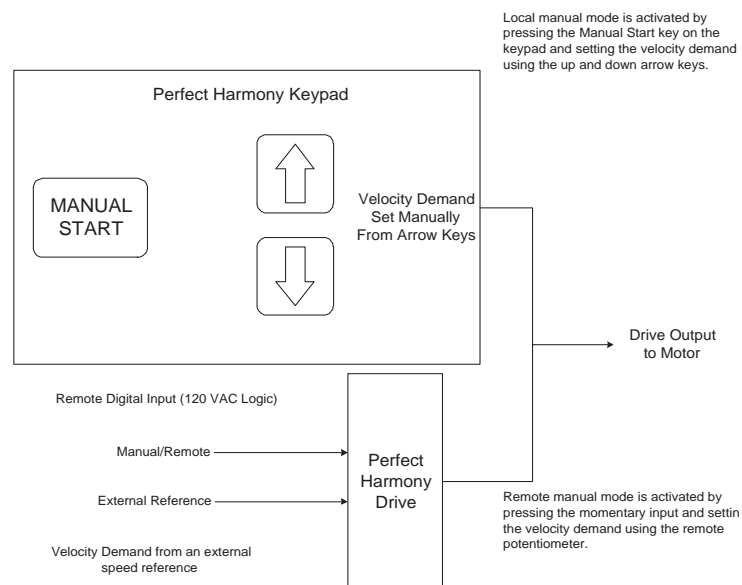 Local manual mode is activated by
pressing the Manual Start key on the
keypad and setting the velocity demand
using the up and down arrow keys.
Perfect Harmony Keypad
MANUAL
START
Velocity Demand
Set Manually
From Arrow Keys
Drive Output
to Motor
Remote Digital Input (120 VAC Logic)
Manual/Remote
External Reference
Velocity Demand from an external
speed reference
Perfect
Harmony
Drive
Remote manual mode is activated by
pressing the momentary input and settin
the velocity demand using the remote
potentiometer.